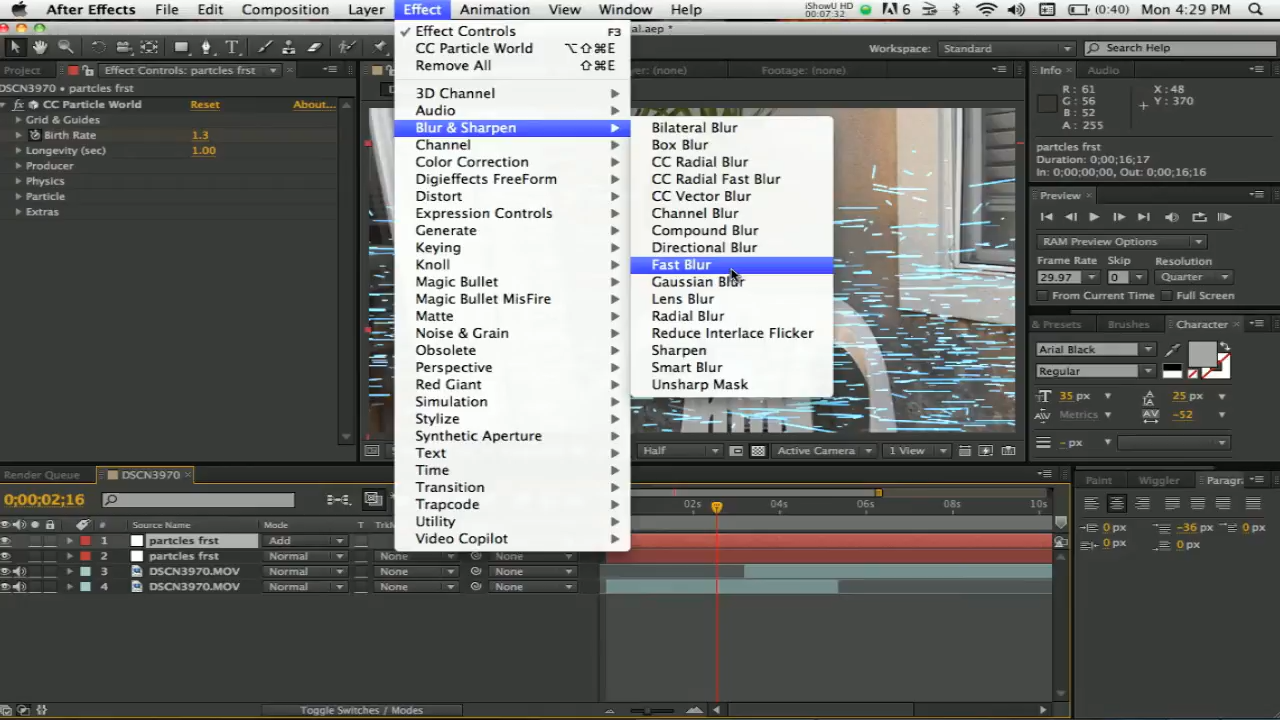 After Effects File Edit Composition Layer Effect Animation View Window Help iShowU HD 00:07:32 6 (0:40) Mon 4:29 PM
al.aep *
Workspace: Standard Search Help
Project Effect Controls: partcles frst
DSCN3970 • partcles frst
fx CC Particle World Reset About...
Grid & Guides
Birth Rate 1.3
Longevity (sec) 1.00
Producer
Physics
Particle
Extras
✓ Effect Controls F3
CC Particle World ⌥⇧⌘E
Remove All ⇧⌘E
3D Channel
Audio
Blur & Sharpen
Channel
Color Correction
Digieffects FreeForm
Distort
Expression Controls
Generate
Keying
Knoll
Magic Bullet
Magic Bullet MisFire
Matte
Noise & Grain
Obsolete
Perspective
Red Giant
Simulation
Stylize
Synthetic Aperture
Text
Time
Transition
Trapcode
Utility
Video Copilot
Bilateral Blur
Box Blur
CC Radial Blur
CC Radial Fast Blur
CC Vector Blur
Channel Blur
Compound Blur
Directional Blur
Fast Blur
Gaussian Blur
Lens Blur
Radial Blur
Reduce Interlace Flicker
Sharpen
Smart Blur
Unsharp Mask
yer: (none) Footage: (none)
Half Active Camera 1 View
Info Audio
R: 61 X: 48
G: 56 Y: 370
B: 52
A: 255
partcles frst
Duration: 0;00;16;17
In: 0;00;00;00, Out: 0;00;16;16
Preview
RAM Preview Options
Frame Rate Skip Resolution
29.97 0 Quarter
From Current Time Full Screen
& Presets Brushes Character
Arial Black
Regular
35 px 25 px
Metrics -52
- px
Paint Wiggler Paragra
0 px -36 px 0 px
0 px 0 px
Render Queue DSCN3970
0;00;02;16
02s 04s 06s 08s 10s
# Source Name Mode T TrkM
1 partcles frst Add
2 partcles frst Normal None None
3 DSCN3970.MOV Normal None None
4 DSCN3970.MOV Normal None None
Toggle Switches / Modes